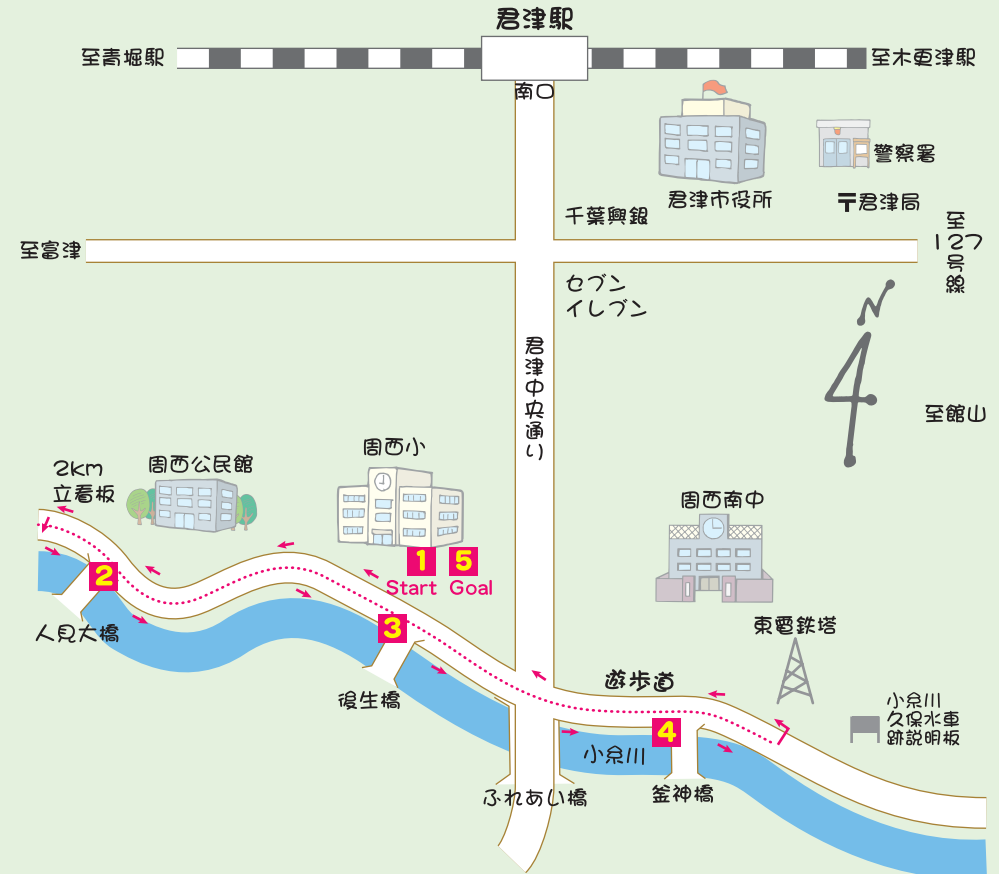 君津駅
至青堀駅
至木更津駅
南口
警察署
君津市役所
〒君津局
千葉興銀
至富津
至127号線
セブン
イレブン
君津中央通り
至館山
N
周西小
周西公民館
2Km
立看板
周西南中
1
5
Start
Goal
2
3
人見大橋
東電鉄塔
遊歩道
後生橋
小糸川
久保水車
跡説明板
4
小糸川
ふれあい橋
釜神橋